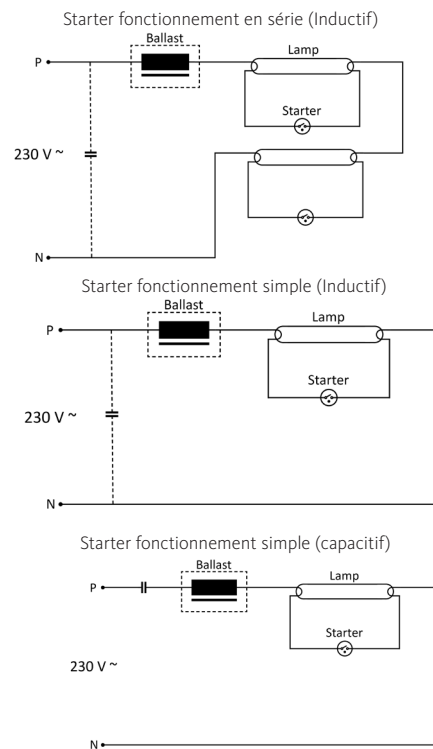 Starter fonctionnement en série (Inductif)
Ballast
Lamp
P
Starter
230 V ~
N
Starter fonctionnement simple (Inductif)
Ballast
Lamp
P
Starter
230 V ~
N
Starter fonctionnement simple (capacitif)
Ballast
Lamp
P
Starter
230 V ~
N